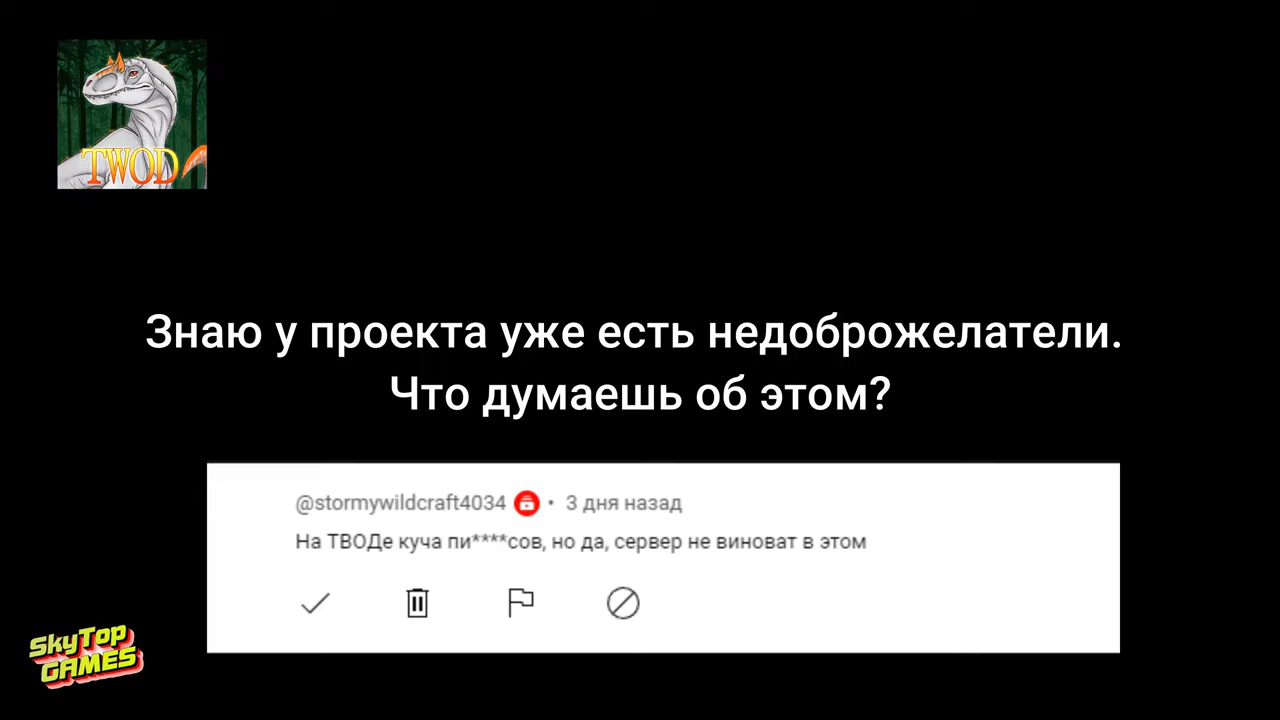 TWOD
Знаю у проекта уже есть недоброжелатели.
Что думаешь об этом?
@stormywildcraft4034 • 3 дня назад
На ТВОДе куча пи****сов, но да, сервер не виноват в этом
SkyTop
GAMES